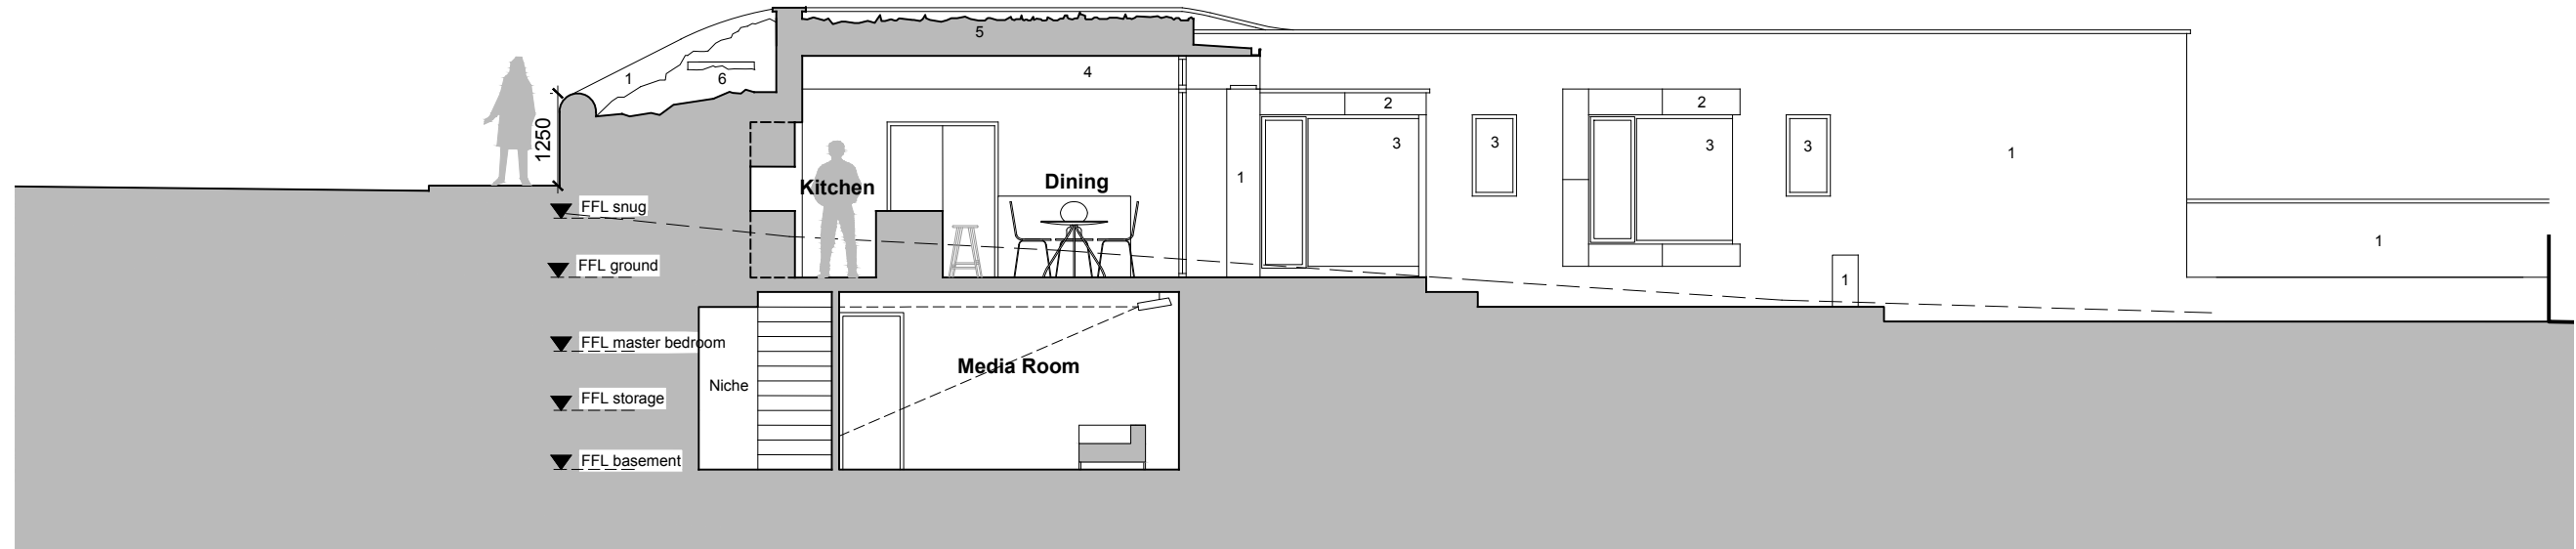 5
4
1
6
2
2
1250
3
3
3
3
1
1
Kitchen
Dining
FFL snug
1
FFL ground
1
FFL master bedroom
Media Room
Niche
FFL storage
FFL basement